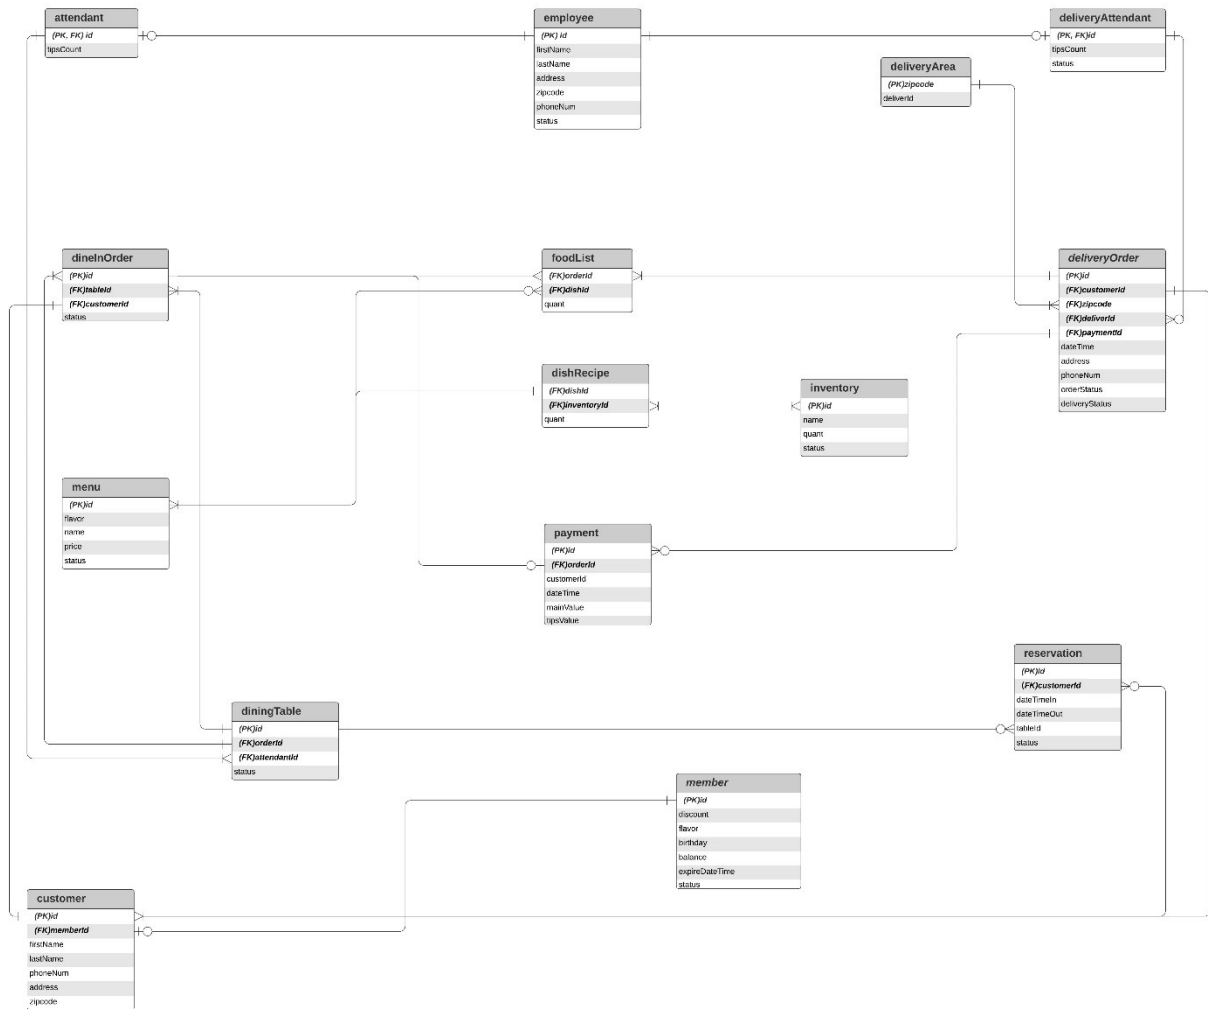 attendant
(PK, FK) id
tipsCount
employee
(PK) id
firstName
lastName
address
zipcode
phoneNum
status
deliveryAttendant
(PK, FK)id
tipsCount
status
deliveryArea
(PK)zipcode
deliverId
dineInOrder
(PK)id
(FK)tableId
(FK)customerId
status
foodList
(FK)orderId
(FK)dishId
quant
deliveryOrder
(PK)id
(FK)customerId
(FK)zipcode
(FK)deliverId
(FK)paymentId
dateTime
address
phoneNum
orderStatus
deliveryStatus
dishRecipe
(FK)dishId
(FK)inventoryId
quant
inventory
(PK)id
name
quant
status
menu
(PK)id
flavor
name
price
status
payment
(PK)id
(FK)orderId
customerId
dateTime
mainValue
tipsValue
reservation
(PK)id
(FK)customerId
dateTimeIn
dateTimeOut
tableId
status
diningTable
(PK)id
(FK)orderId
(FK)attendantId
status
member
(PK)id
discount
flavor
birthday
balance
expireDateTime
status
customer
(PK)id
(FK)memberId
firstName
lastName
phoneNum
address
zipcode